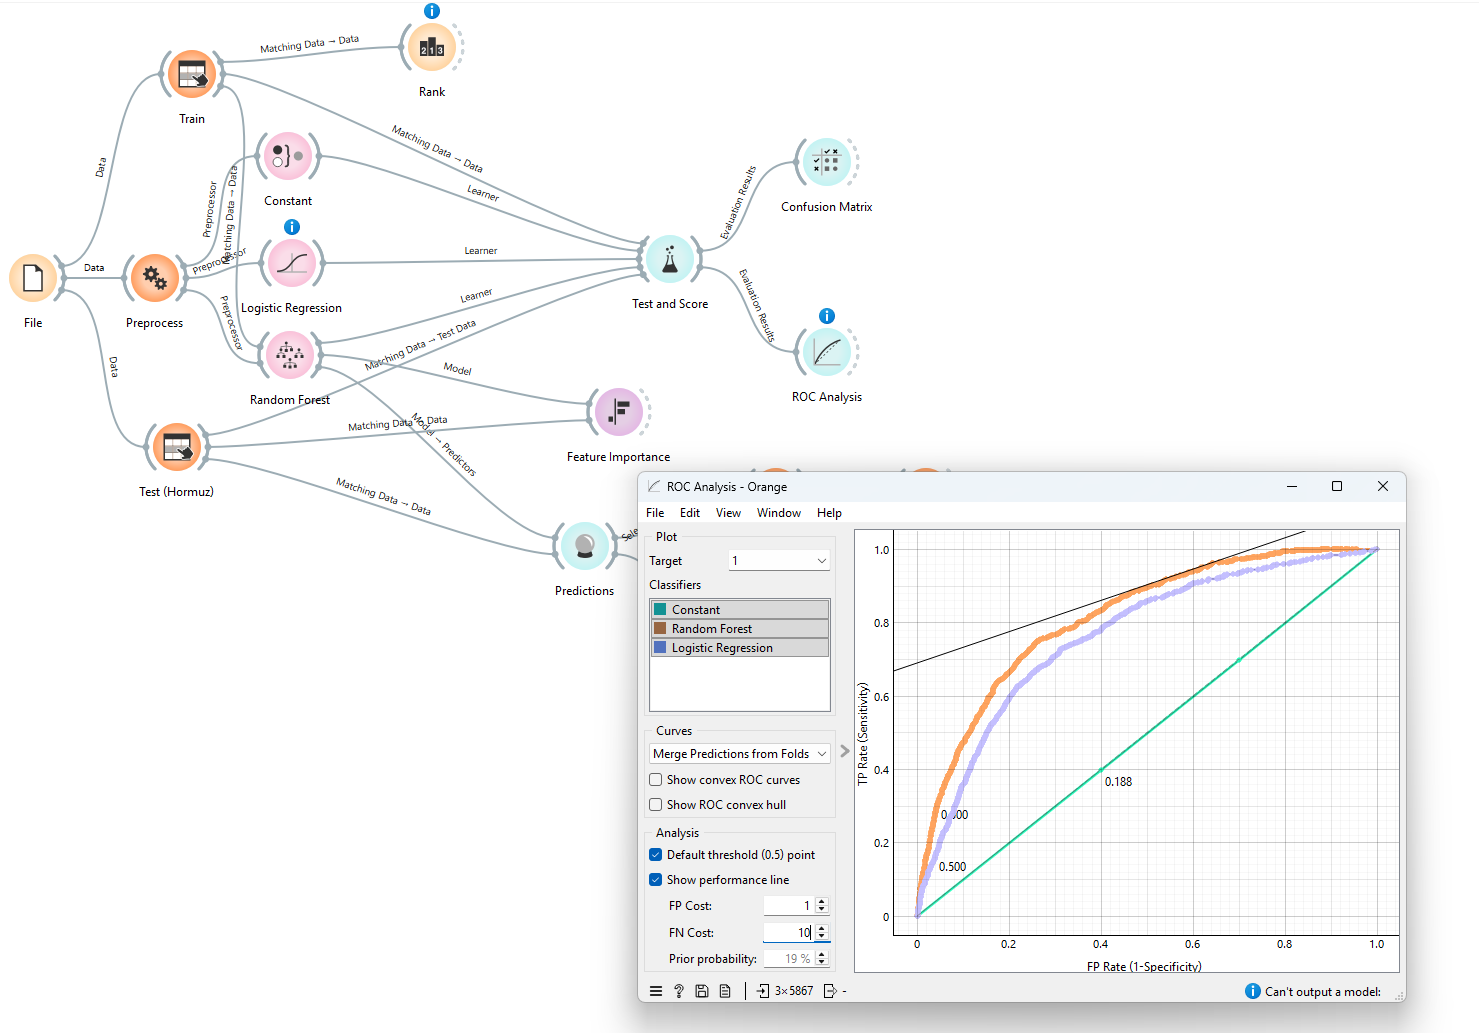 Matching Data → Data
2 1 3
Rank
Train
Data
Matching Data → Data
Preprocessor
Matching Data → Data
Constant
Learner
Evaluation Results
Confusion Matrix
Data
Preprocessor
Learner
File
Preprocess
Logistic Regression
Test and Score
Preprocessor
Learner
Evaluation Results
Matching Data → Test Data
Data
Model
Random Forest
ROC Analysis
Matching Data → Data
Model → Predictors
Feature Importance
Test (Hormuz)
Matching Data → Data
Predictions
Sele
ROC Analysis - Orange
File Edit View Window Help
Plot
Target 1
Classifiers
Constant
Random Forest
Logistic Regression
Curves
Merge Predictions from Folds
Show convex ROC curves
Show ROC convex hull
Analysis
Default threshold (0.5) point
Show performance line
FP Cost: 1
FN Cost: 10
Prior probability: 19 %
3×5867 -
Can't output a model:
TP Rate (Sensitivity)
1.0
0.8
0.6
0.4
0.2
0
0.188
0.500
0 0.2 0.4 0.6 0.8 1.0
FP Rate (1-Specificity)